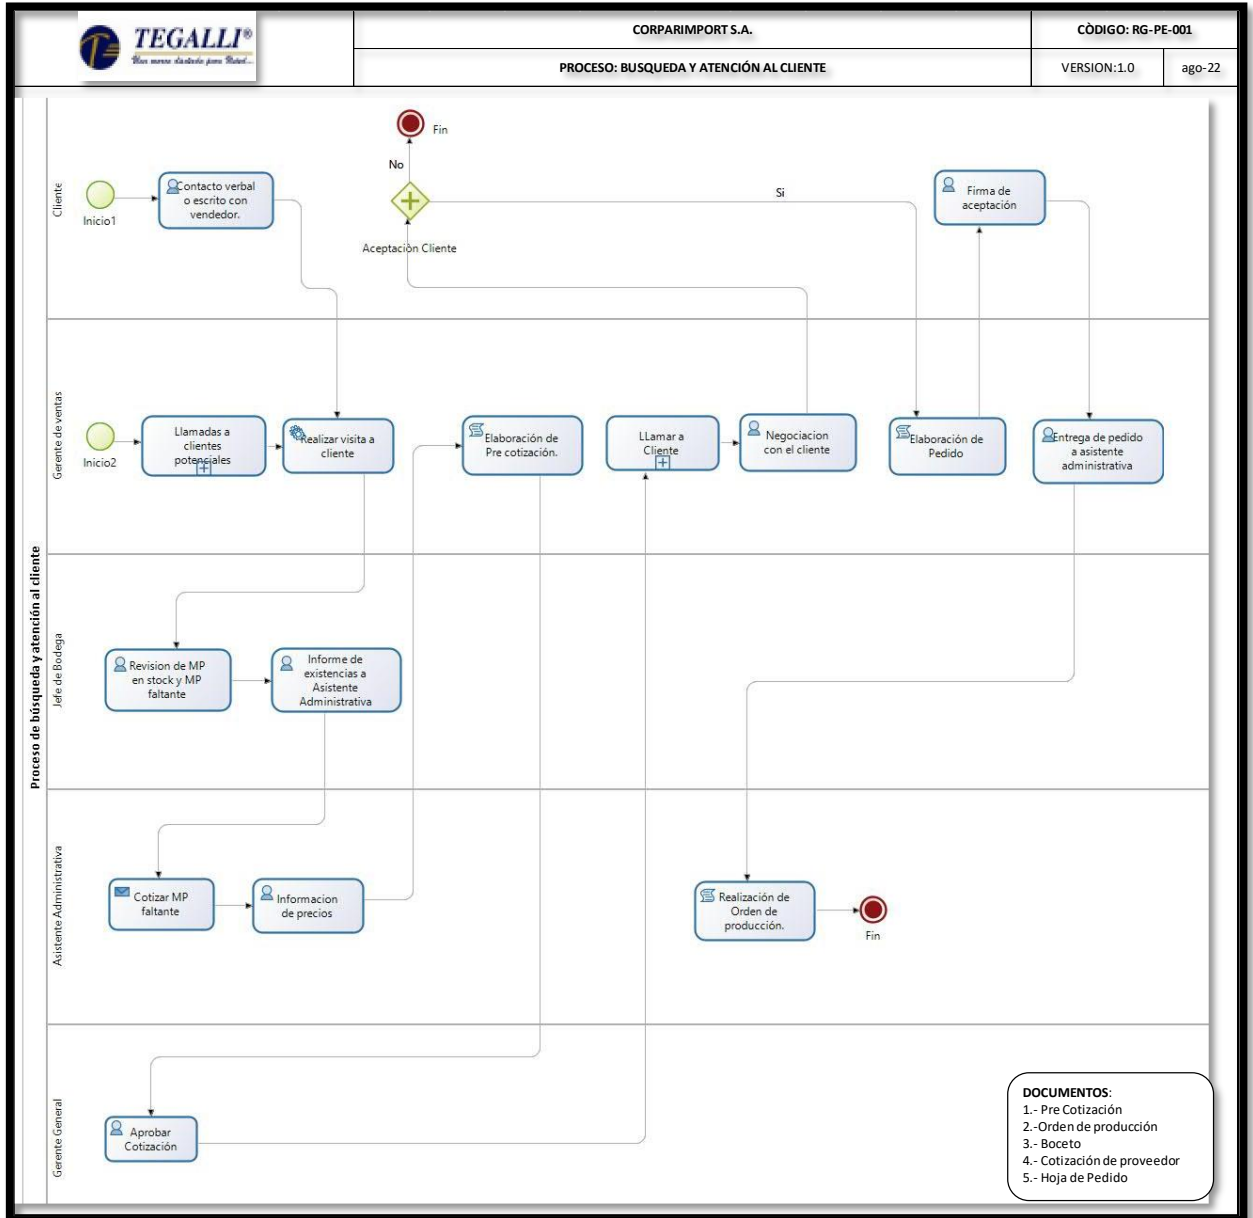 TEGALLI®
CORPARIMPORT S.A.
CÒDIGO: RG-PE-001
PROCESO: BUSQUEDA Y ATENCIÓN AL CLIENTE
VERSION:1.0
ago-22
Proceso de búsqueda y atención al cliente
Cliente
Inicio1
Contacto verbal
o escrito con
vendedor.
Fin
No
Si
Aceptaciòn Cliente
Firma de
aceptación
Gerente de ventas
Inicio2
Llamadas a
clientes
potenciales
Realizar visita a
cliente
Elaboración de
Pre cotización.
LLamar a
Cliente
Negociacion
con el cliente
Elaboración de
Pedido
Entrega de pedido
a asistente
administrativa
Jefe de Bodega
Revision de MP
en stock y MP
faltante
Informe de
existencias a
Asistente
Administrativa
Asistente Administrativa
Cotizar MP
faltante
Informacion
de precios
Realización de
Orden de
producción.
Fin
Gerente General
Aprobar
Cotización
DOCUMENTOS:
1.- Pre Cotización
2.-Orden de producción
3.- Boceto
4.- Cotización de proveedor
5.- Hoja de Pedido